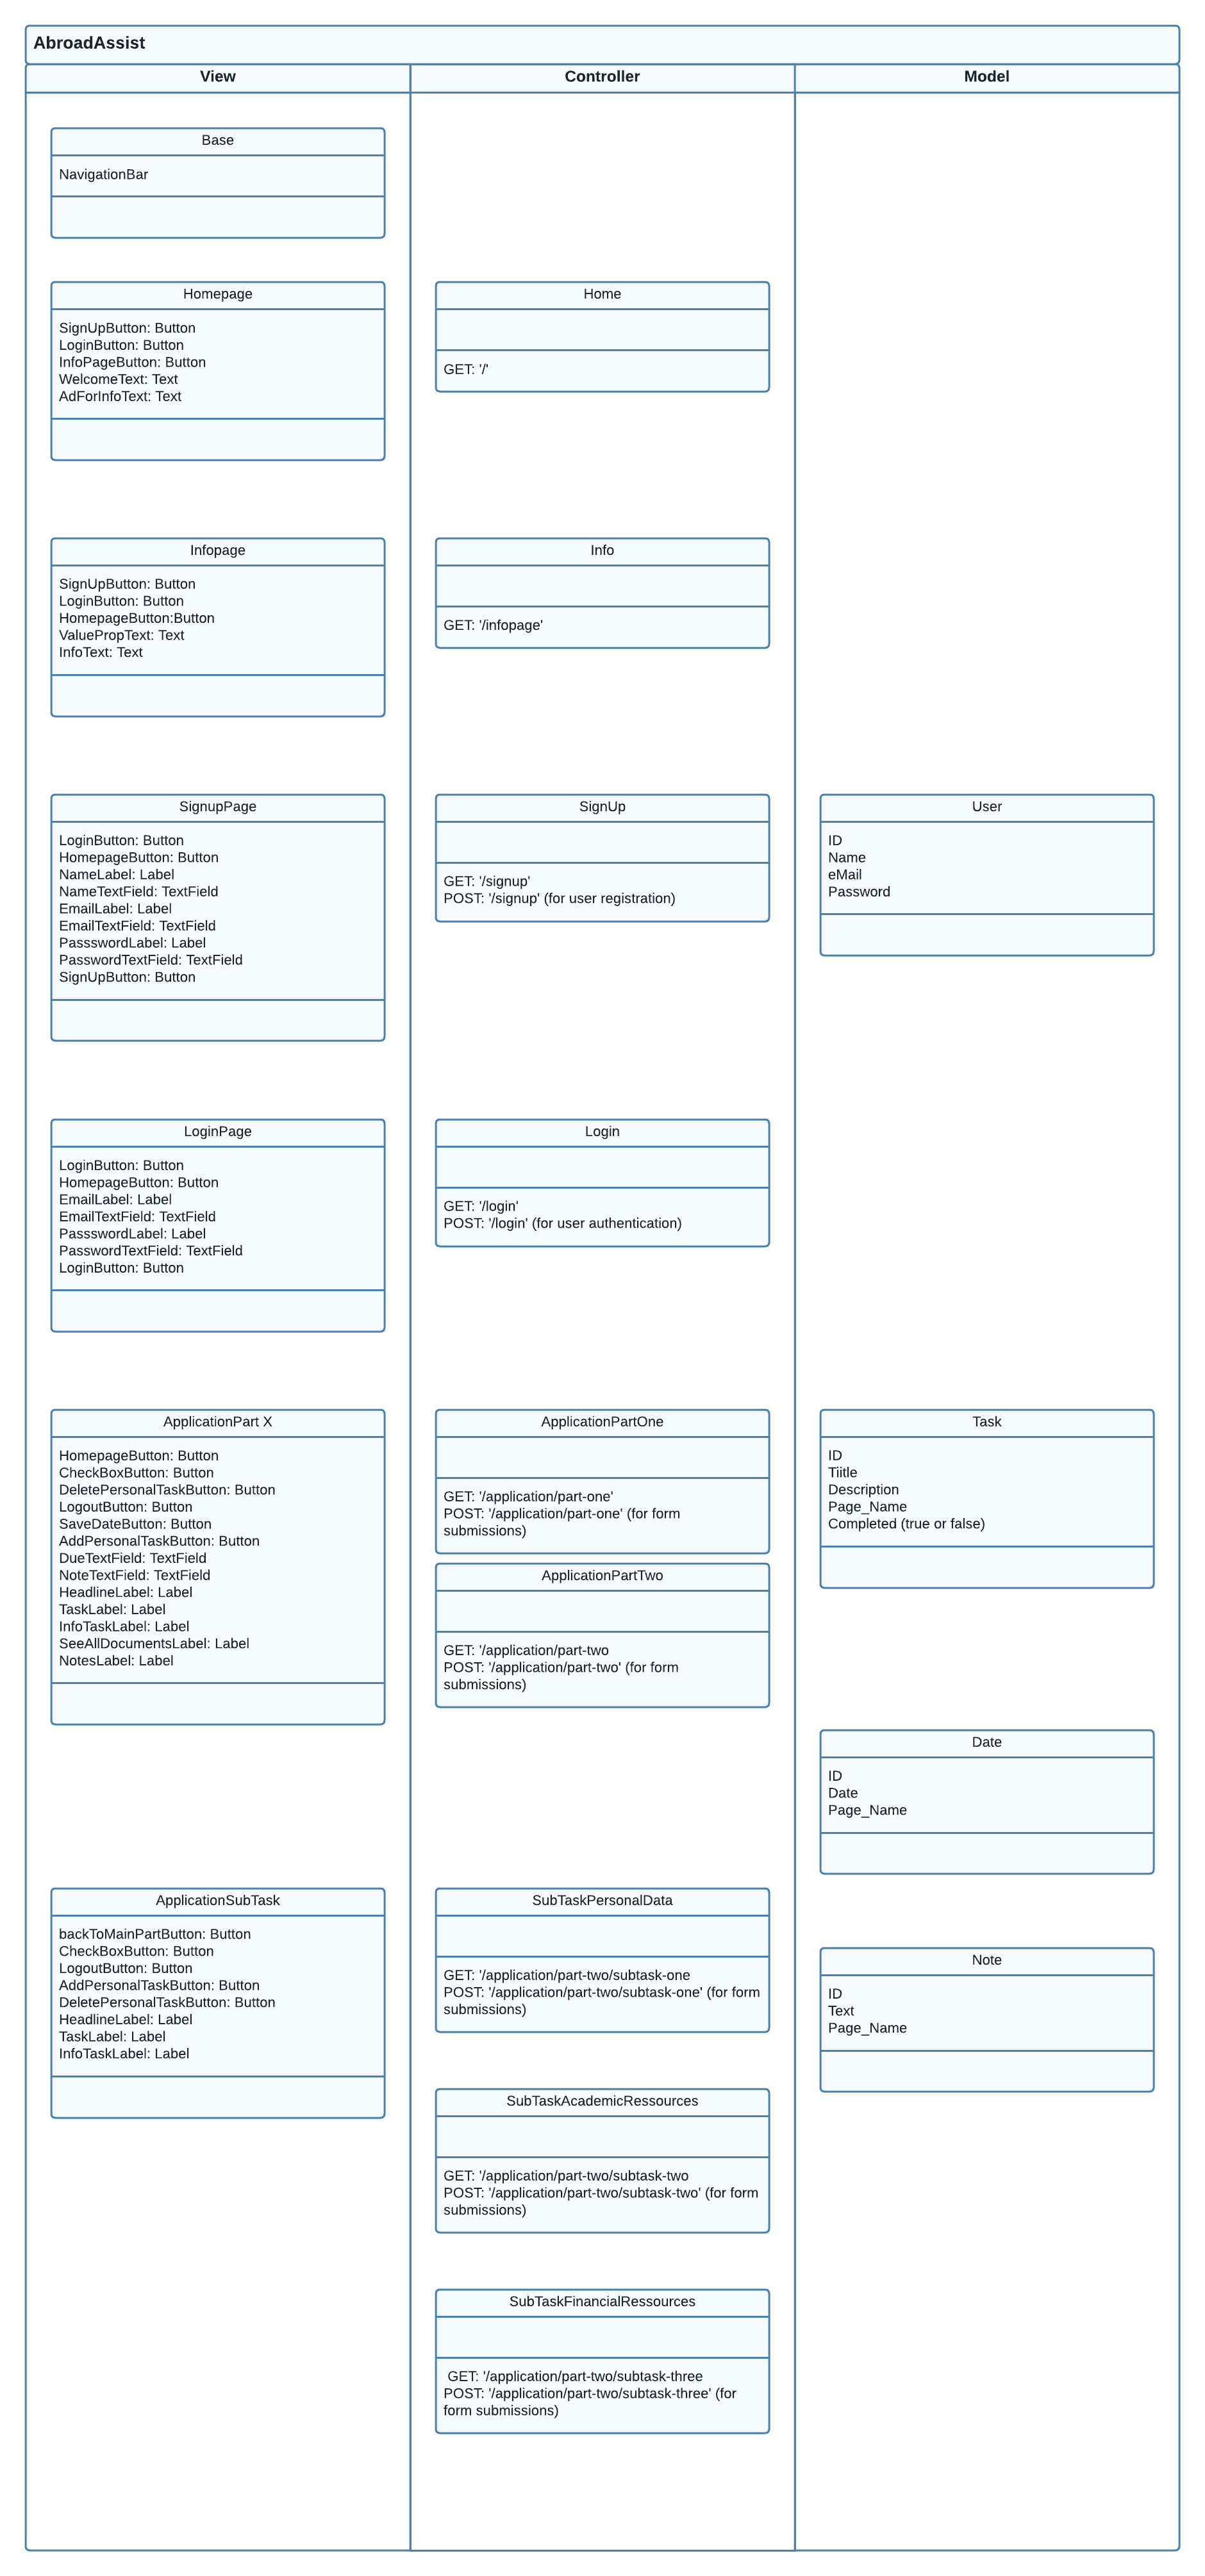 AbroadAssist
View
Controller
Model
Base
NavigationBar
Homepage
SignUpButton: Button
LoginButton: Button
InfoPageButton: Button
WelcomeText: Text
AdForInfoText: Text
Home
GET: '/'
Infopage
SignUpButton: Button
LoginButton: Button
HomepageButton:Button
ValuePropText: Text
InfoText: Text
Info
GET: '/infopage'
SignupPage
LoginButton: Button
HomepageButton: Button
NameLabel: Label
NameTextField: TextField
EmailLabel: Label
EmailTextField: TextField
PassswordLabel: Label
PasswordTextField: TextField
SignUpButton: Button
SignUp
GET: '/signup'
POST: '/signup' (for user registration)
User
ID
Name
eMail
Password
LoginPage
LoginButton: Button
HomepageButton: Button
EmailLabel: Label
EmailTextField: TextField
PassswordLabel: Label
PasswordTextField: TextField
LoginButton: Button
Login
GET: '/login'
POST: '/login' (for user authentication)
ApplicationPart X
HomepageButton: Button
CheckBoxButton: Button
DeletePersonalTaskButton: Button
LogoutButton: Button
SaveDateButton: Button
AddPersonalTaskButton: Button
DueTextField: TextField
NoteTextField: TextField
HeadlineLabel: Label
TaskLabel: Label
InfoTaskLabel: Label
SeeAllDocumentsLabel: Label
NotesLabel: Label
ApplicationPartOne
GET: '/application/part-one'
POST: '/application/part-one' (for form
submissions)
ApplicationPartTwo
GET: '/application/part-two
POST: '/application/part-two' (for form
submissions)
Task
ID
Tiitle
Description
Page_Name
Completed (true or false)
Date
ID
Date
Page_Name
ApplicationSubTask
backToMainPartButton: Button
CheckBoxButton: Button
LogoutButton: Button
AddPersonalTaskButton: Button
DeletePersonalTaskButton: Button
HeadlineLabel: Label
TaskLabel: Label
InfoTaskLabel: Label
SubTaskPersonalData
GET: '/application/part-two/subtask-one
POST: '/application/part-two/subtask-one' (for form
submissions)
Note
ID
Text
Page_Name
SubTaskAcademicRessources
GET: '/application/part-two/subtask-two
POST: '/application/part-two/subtask-two' (for form
submissions)
SubTaskFinancialRessources
GET: '/application/part-two/subtask-three
POST: '/application/part-two/subtask-three' (for
form submissions)